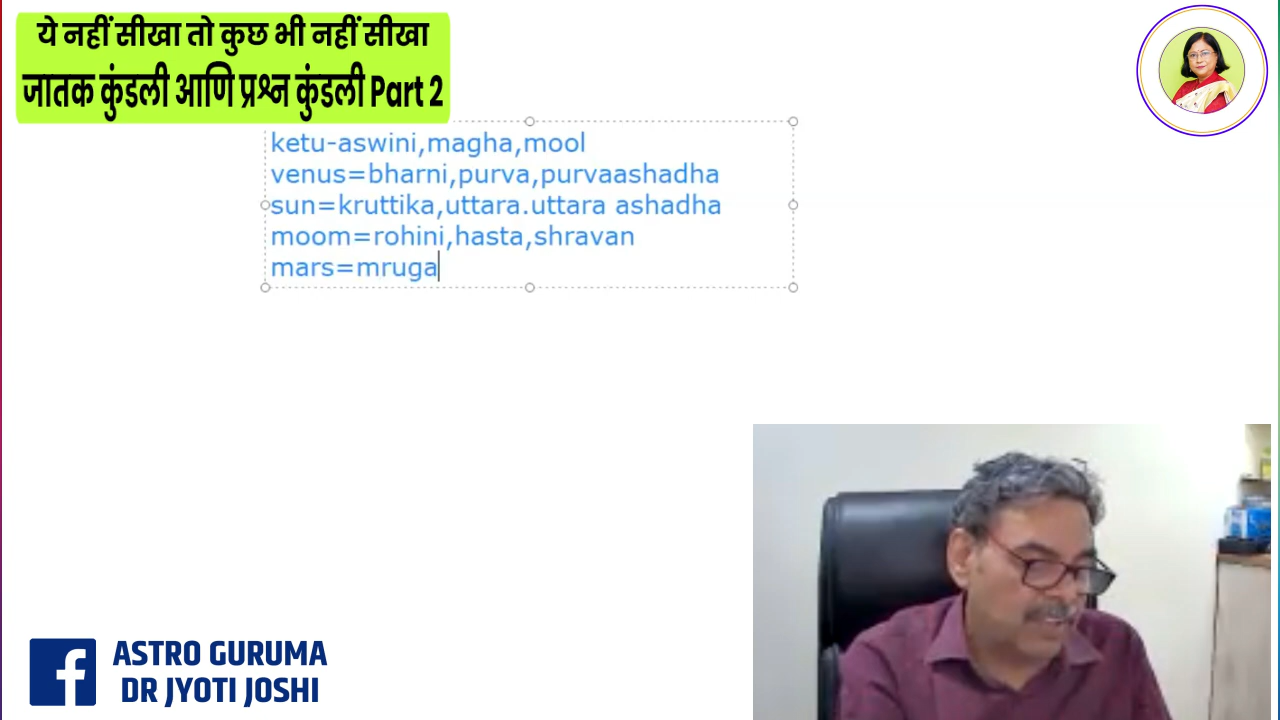 ये नहीं सीखा तो कुछ भी नहीं सीखा
जातक कुंडली आणि प्रश्न कुंडली Part 2
ketu-aswini,magha,mool
venus=bharni,purva,purvaashadha
sun=kruttika,uttara.uttara ashadha
moom=rohini,hasta,shravan
mars=mruga
ASTRO GURUMA
DR JYOTI JOSHI